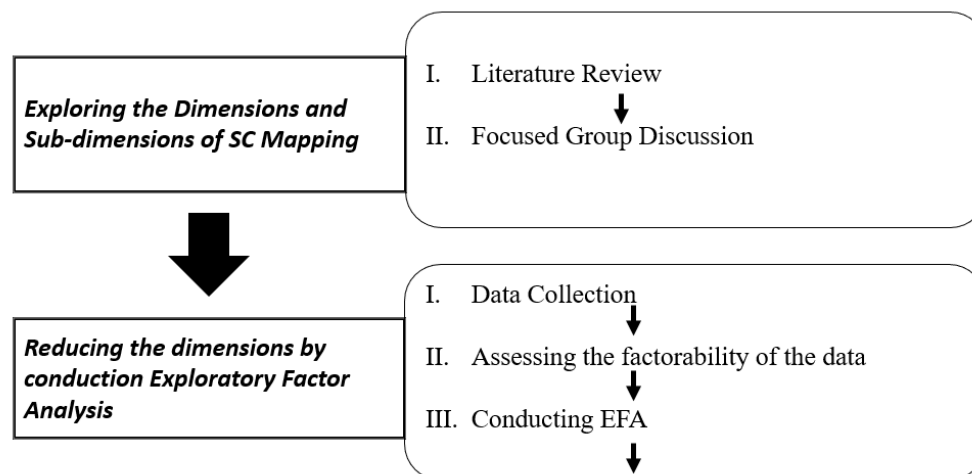 Exploring the Dimensions and
Sub-dimensions of SC Mapping
I. Literature Review
II. Focused Group Discussion
Reducing the dimensions by
conduction Exploratory Factor
Analysis
I. Data Collection
II. Assessing the factorability of the data
III. Conducting EFA